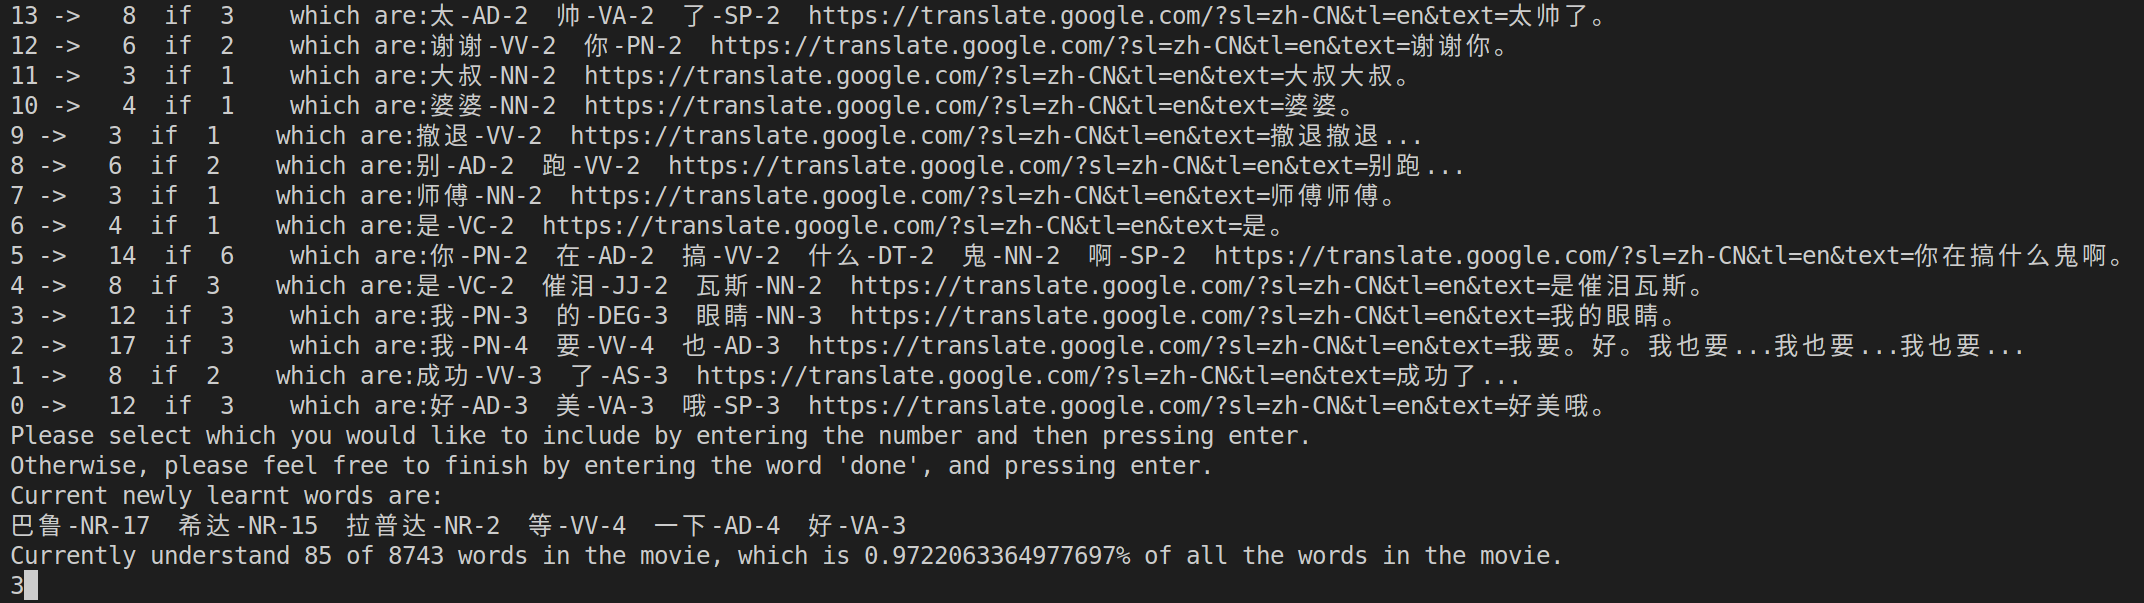 13 ->   8  if  3    which are:太-AD-2  帅-VA-2  了-SP-2  https://translate.google.com/?sl=zh-CN&tl=en&text=太帅了。
12 ->   6  if  2    which are:谢谢-VV-2  你-PN-2  https://translate.google.com/?sl=zh-CN&tl=en&text=谢谢你。
11 ->   3  if  1    which are:大叔-NN-2  https://translate.google.com/?sl=zh-CN&tl=en&text=大叔大叔。
10 ->   4  if  1    which are:婆婆-NN-2  https://translate.google.com/?sl=zh-CN&tl=en&text=婆婆。
9 ->   3  if  1    which are:撤退-VV-2  https://translate.google.com/?sl=zh-CN&tl=en&text=撤退撤退...
8 ->   6  if  2    which are:别-AD-2  跑-VV-2  https://translate.google.com/?sl=zh-CN&tl=en&text=别跑...
7 ->   3  if  1    which are:师傅-NN-2  https://translate.google.com/?sl=zh-CN&tl=en&text=师傅师傅。
6 ->   4  if  1    which are:是-VC-2  https://translate.google.com/?sl=zh-CN&tl=en&text=是。
5 ->   14  if  6    which are:你-PN-2  在-AD-2  搞-VV-2  什么-DT-2  鬼-NN-2  啊-SP-2  https://translate.google.com/?sl=zh-CN&tl=en&text=你在搞什么鬼啊。
4 ->   8  if  3    which are:是-VC-2  催泪-JJ-2  瓦斯-NN-2  https://translate.google.com/?sl=zh-CN&tl=en&text=是催泪瓦斯。
3 ->   12  if  3    which are:我-PN-3  的-DEG-3  眼睛-NN-3  https://translate.google.com/?sl=zh-CN&tl=en&text=我的眼睛。
2 ->   17  if  3    which are:我-PN-4  要-VV-4  也-AD-3  https://translate.google.com/?sl=zh-CN&tl=en&text=我要。好。我也要...我也要...我也要...
1 ->   8  if  2    which are:成功-VV-3  了-AS-3  https://translate.google.com/?sl=zh-CN&tl=en&text=成功了...
0 ->   12  if  3    which are:好-AD-3  美-VA-3  哦-SP-3  https://translate.google.com/?sl=zh-CN&tl=en&text=好美哦。
Please select which you would like to include by entering the number and then pressing enter.
Otherwise, please feel free to finish by entering the word 'done', and pressing enter.
Current newly learnt words are:
巴鲁-NR-17  希达-NR-15  拉普达-NR-2  等-VV-4  一下-AD-4  好-VA-3
Currently understand 85 of 8743 words in the movie, which is 0.9722063364977697% of all the words in the movie.
3